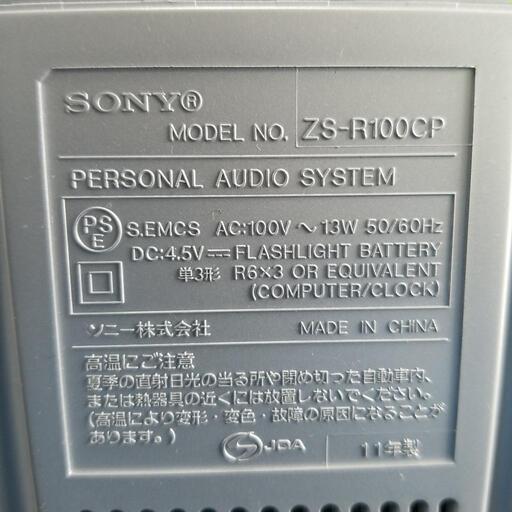 SONY®
MODEL NO. ZS-R100CP
PERSONAL AUDIO SYSTEM
PSE S.EMCS AC:100V ~ 13W 50/60Hz
DC:4.5V⎓FLASHLIGHT BATTERY
単3形 R6×3 OR EQUIVALENT
(COMPUTER/CLOCK)
ソニー株式会社 MADE IN CHINA
高温にご注意
夏季の直射日光の当る所や閉め切った自動車内、
または熱器具の近くには放置しないでください。
(高温により変形・変色・故障の原因になることが
あります。)
JDA 11年製